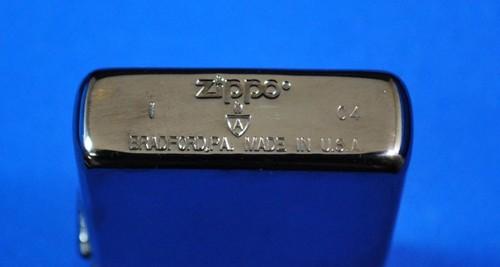 Zippo®
I A 04
BRADFORD,PA. MADE IN U.S.A